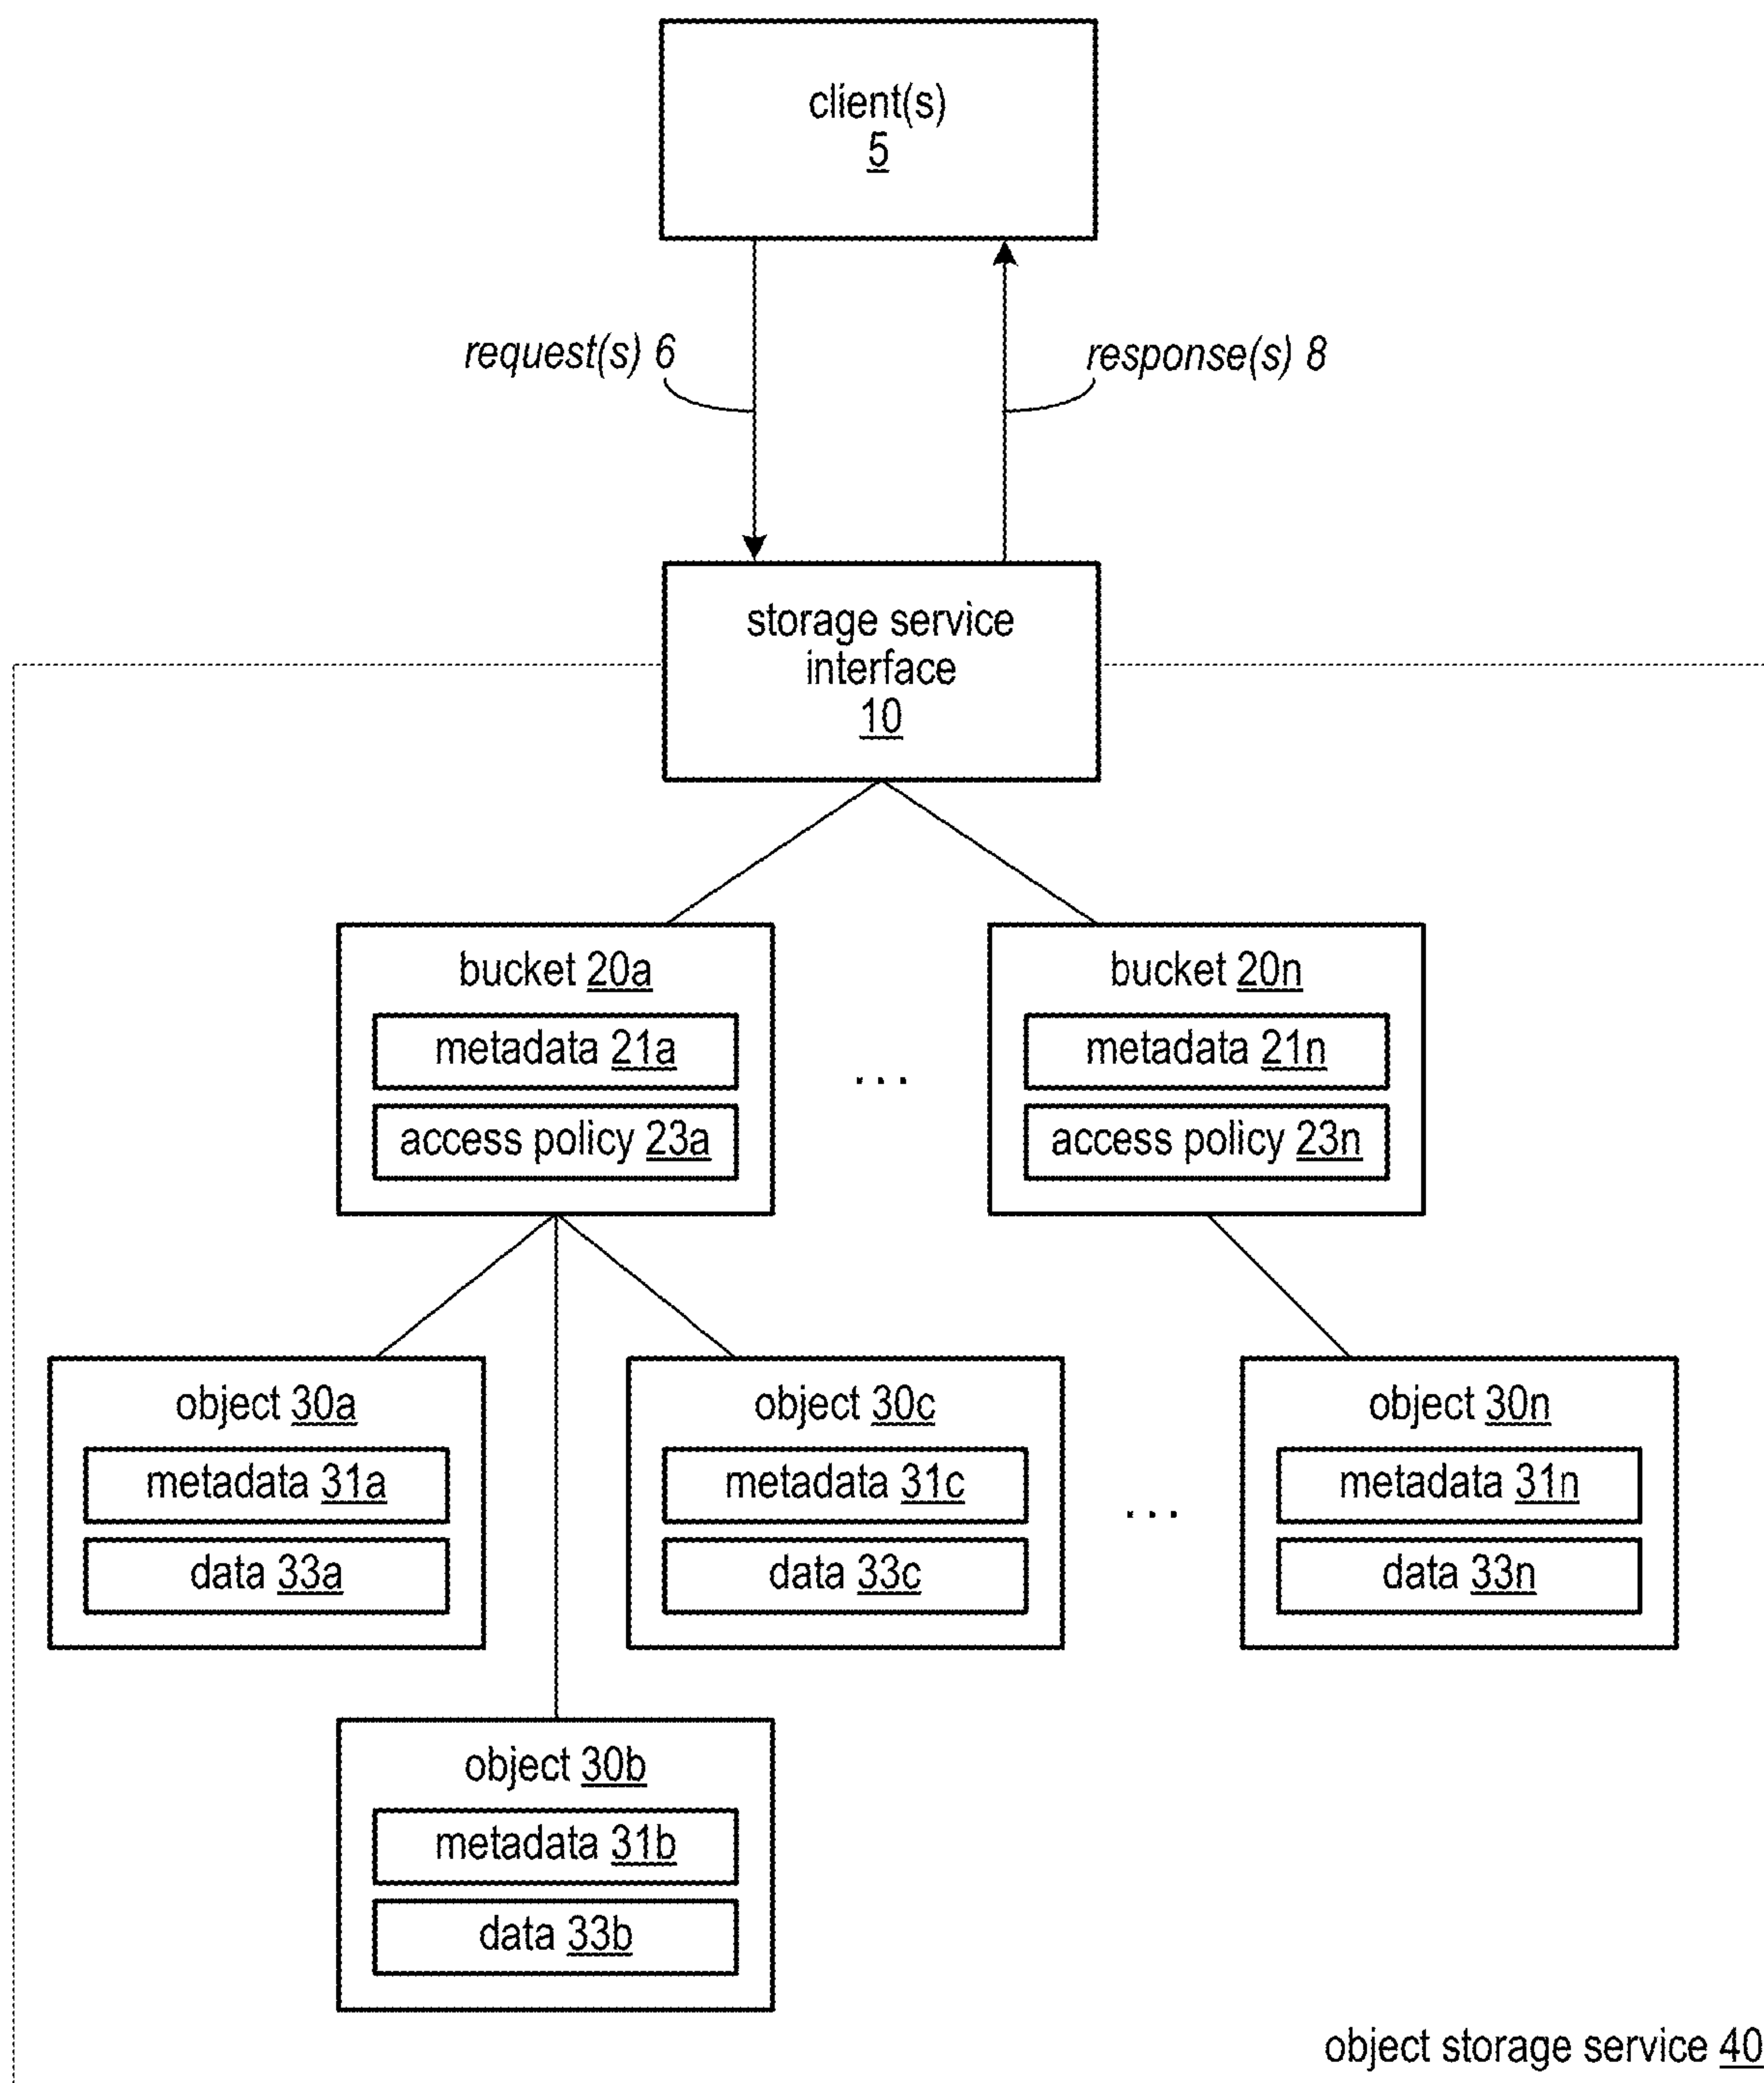 client(s)
5
request(s) 6
response(s) 8
storage service
interface
10
bucket 20a
metadata 21a
access policy 23a
. . .
bucket 20n
metadata 21n
access policy 23n
object 30a
metadata 31a
data 33a
object 30c
metadata 31c
data 33c
. . .
object 30n
metadata 31n
data 33n
object 30b
metadata 31b
data 33b
object storage service 40